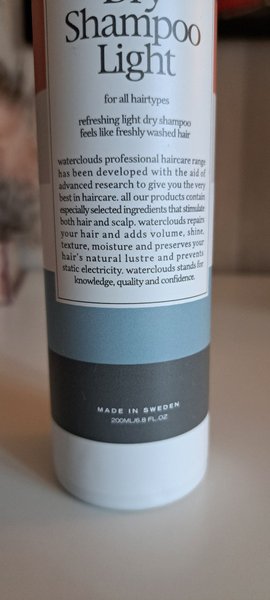 Dry
Shampoo
Light
for all hairtypes
refreshing light dry shampoo
feels like freshly washed hair
waterclouds professional haircare range
has been developed with the aid of
advanced research to give you the very
best in haircare. all our products contain
especially selected ingredients that stimulate
both hair and scalp. waterclouds repairs
your hair and adds volume, shine,
texture, moisture and preserves your
hair's natural lustre and prevents
static electricity. waterclouds stands for
knowledge, quality and confidence.
MADE IN SWEDEN
200ML/6.8 FL.OZ